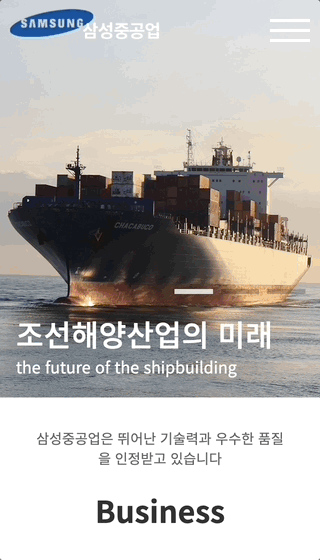 SAMSUNG 삼성중공업
CHACABUCO
조선해양산업의 미래
the future of the shipbuilding
삼성중공업은 뛰어난 기술력과 우수한 품질
을 인정받고 있습니다
Business